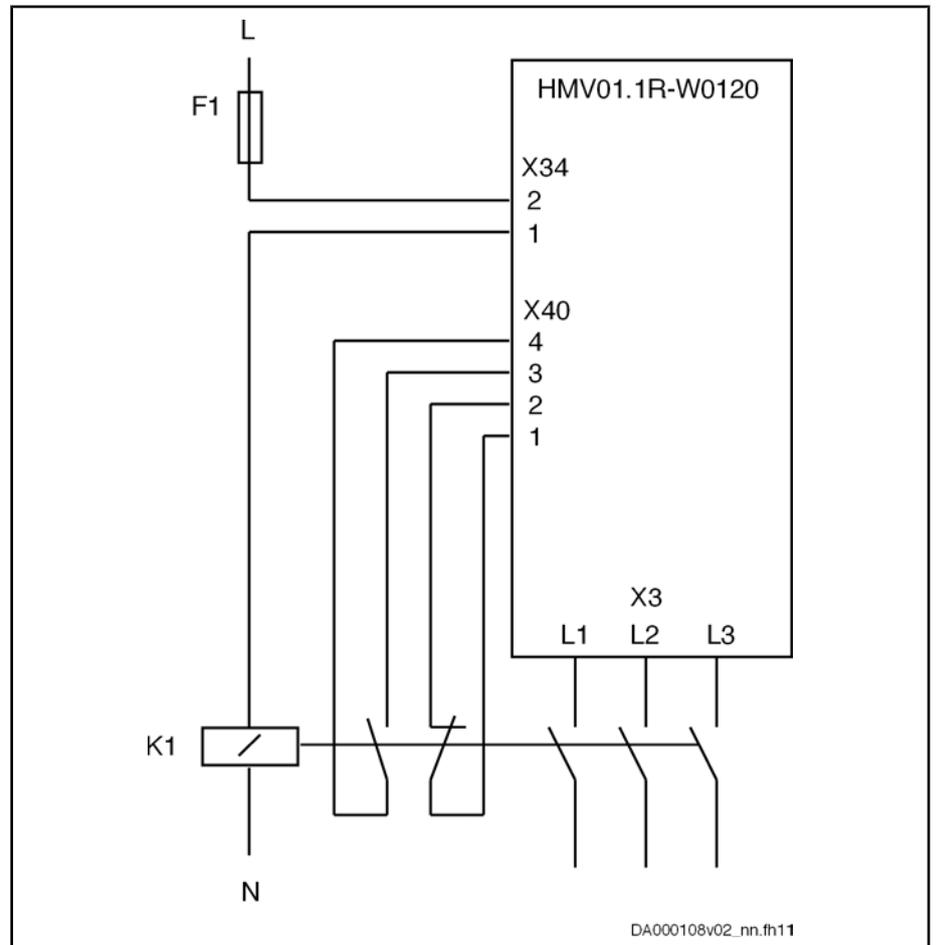 L
F1
HMV01.1R-W0120
X34
2
1
X40
4
3
2
1
X3
L1 L2 L3
K1
N
DA000108v02_nn.fh11